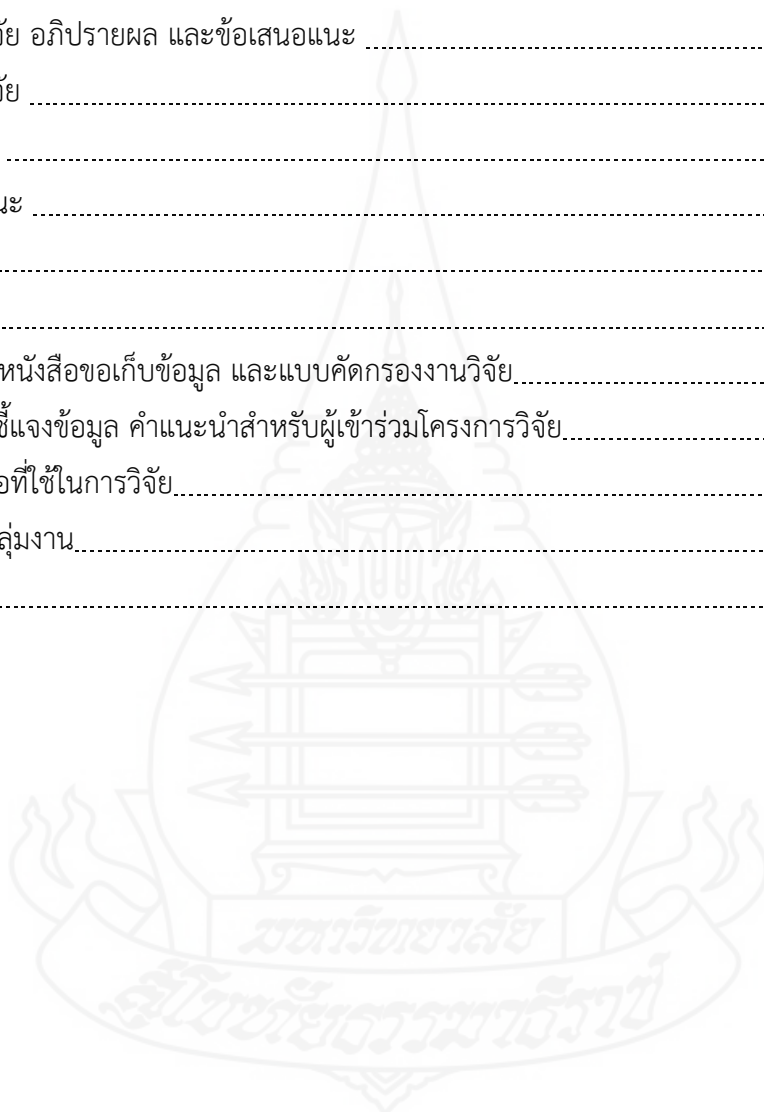 จัย อภิปรายผล และข้อเสนอแนะ
จัย
นะ
หนังสือขอเก็บข้อมูล และแบบคัดกรองงานวิจัย
ชี้แจงข้อมูล คำแนะนำสำหรับผู้เข้าร่วมโครงการวิจัย
อที่ใช้ในการวิจัย
ลุ่มงาน
มหาวิทยาลัย
สุโขทัยธรรมาธิราช